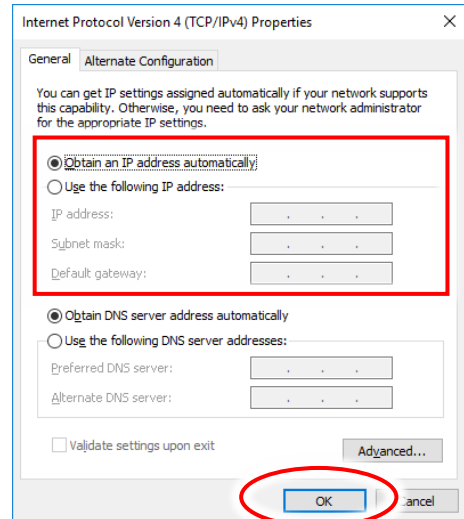 Internet Protocol Version 4 (TCP/IPv4) Properties
General Alternate Configuration
You can get IP settings assigned automatically if your network supports
this capability. Otherwise, you need to ask your network administrator
for the appropriate IP settings.
Obtain an IP address automatically
Use the following IP address:
IP address:
Subnet mask:
Default gateway:
Obtain DNS server address automatically
Use the following DNS server addresses:
Preferred DNS server:
Alternate DNS server:
Validate settings upon exit
Advanced...
OK Cancel